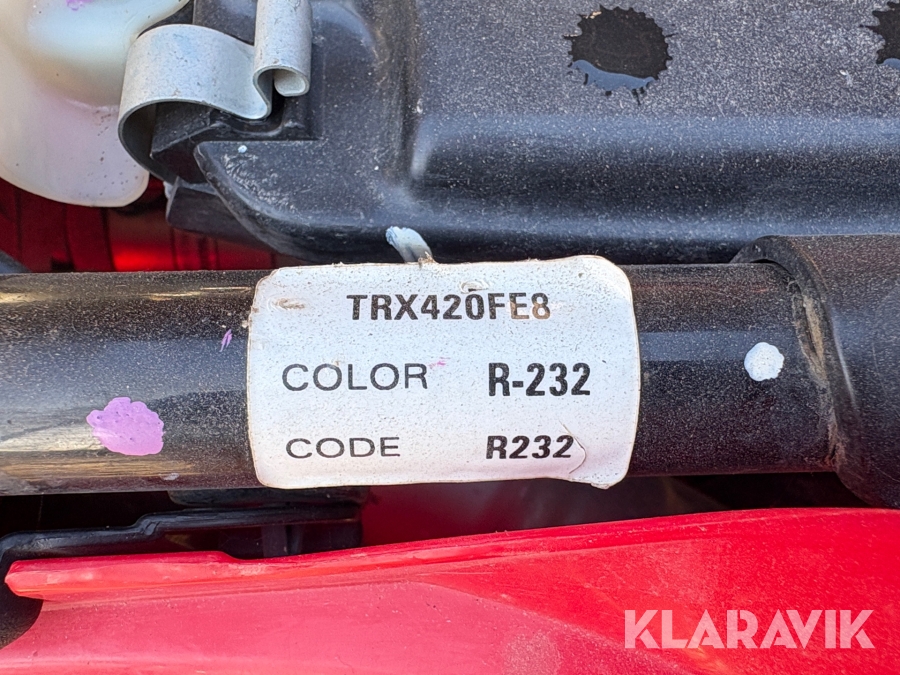 TRX420FE8
COLOR R-232
CODE R232
KLARAVIK